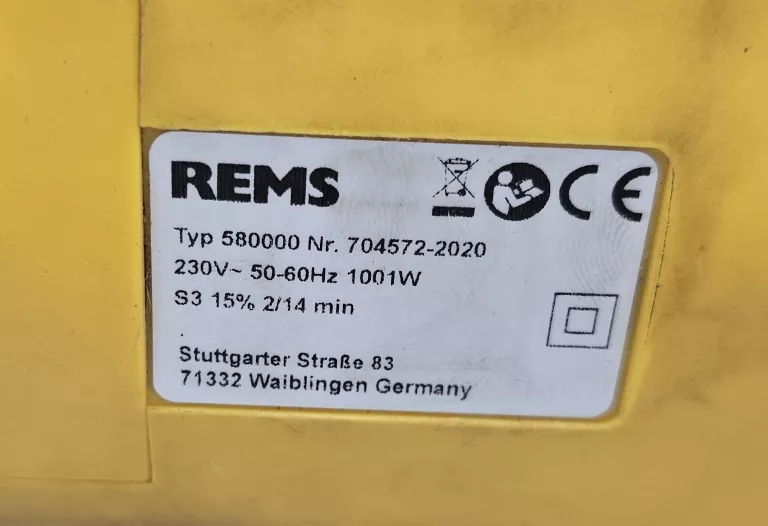 REMS
CE
Typ 580000 Nr. 704572-2020
230V~ 50-60Hz 1001W
S3 15% 2/14 min
Stuttgarter Straße 83
71332 Waiblingen Germany